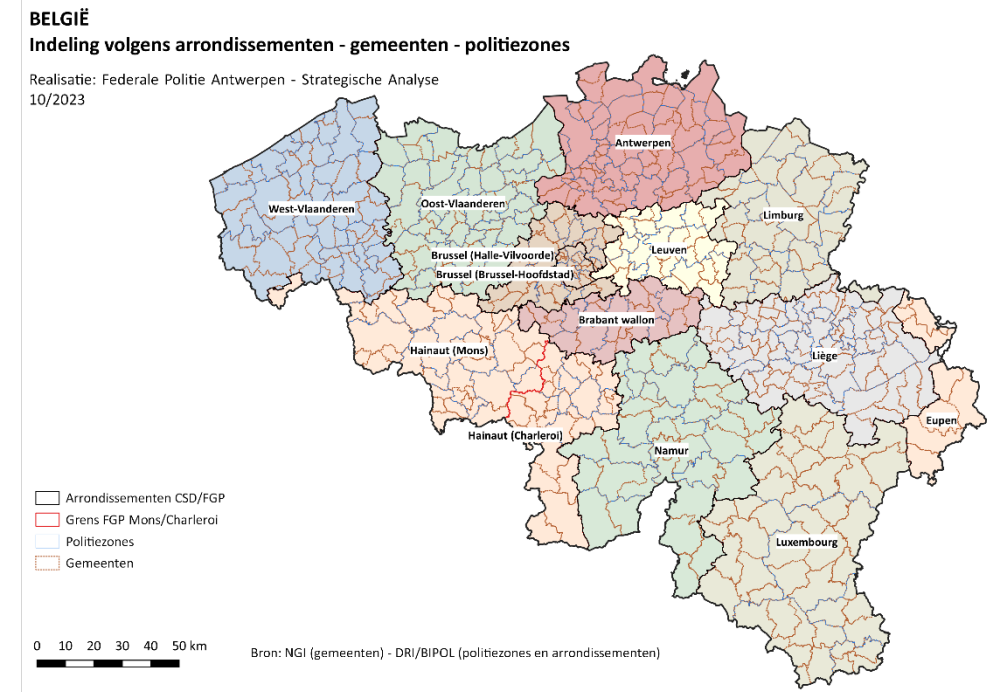 BELGIË
Indeling volgens arrondissementen - gemeenten - politiezones
Realisatie: Federale Politie Antwerpen - Strategische Analyse
10/2023
Antwerpen
West-Vlaanderen
Oost-Vlaanderen
Limburg
Leuven
Brussel (Halle-Vilvoorde)
Brussel (Brussel-Hoofdstad)
Brabant wallon
Hainaut (Mons)
Liège
Eupen
Hainaut (Charleroi)
Namur
Luxembourg
Arrondissementen CSD/FGP
Grens FGP Mons/Charleroi
Politiezones
Gemeenten
0 10 20 30 40 50 km
Bron: NGI (gemeenten) - DRI/BIPOL (politiezones en arrondissementen)